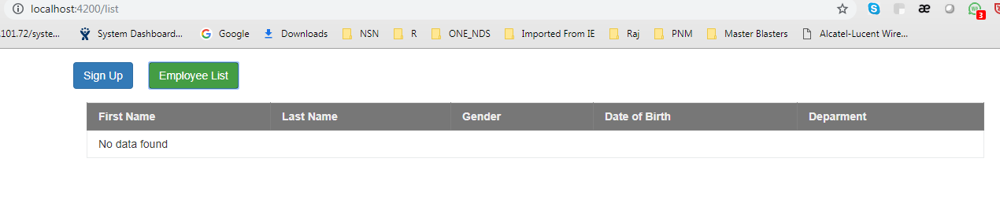 localhost:4200/list
3
.101.72/syste... System Dashboard... Google Downloads NSN R ONE_NDS Imported From IE Raj PNM Master Blasters Alcatel-Lucent Wire...
Sign Up Employee List
First Name Last Name Gender Date of Birth Deparment
No data found